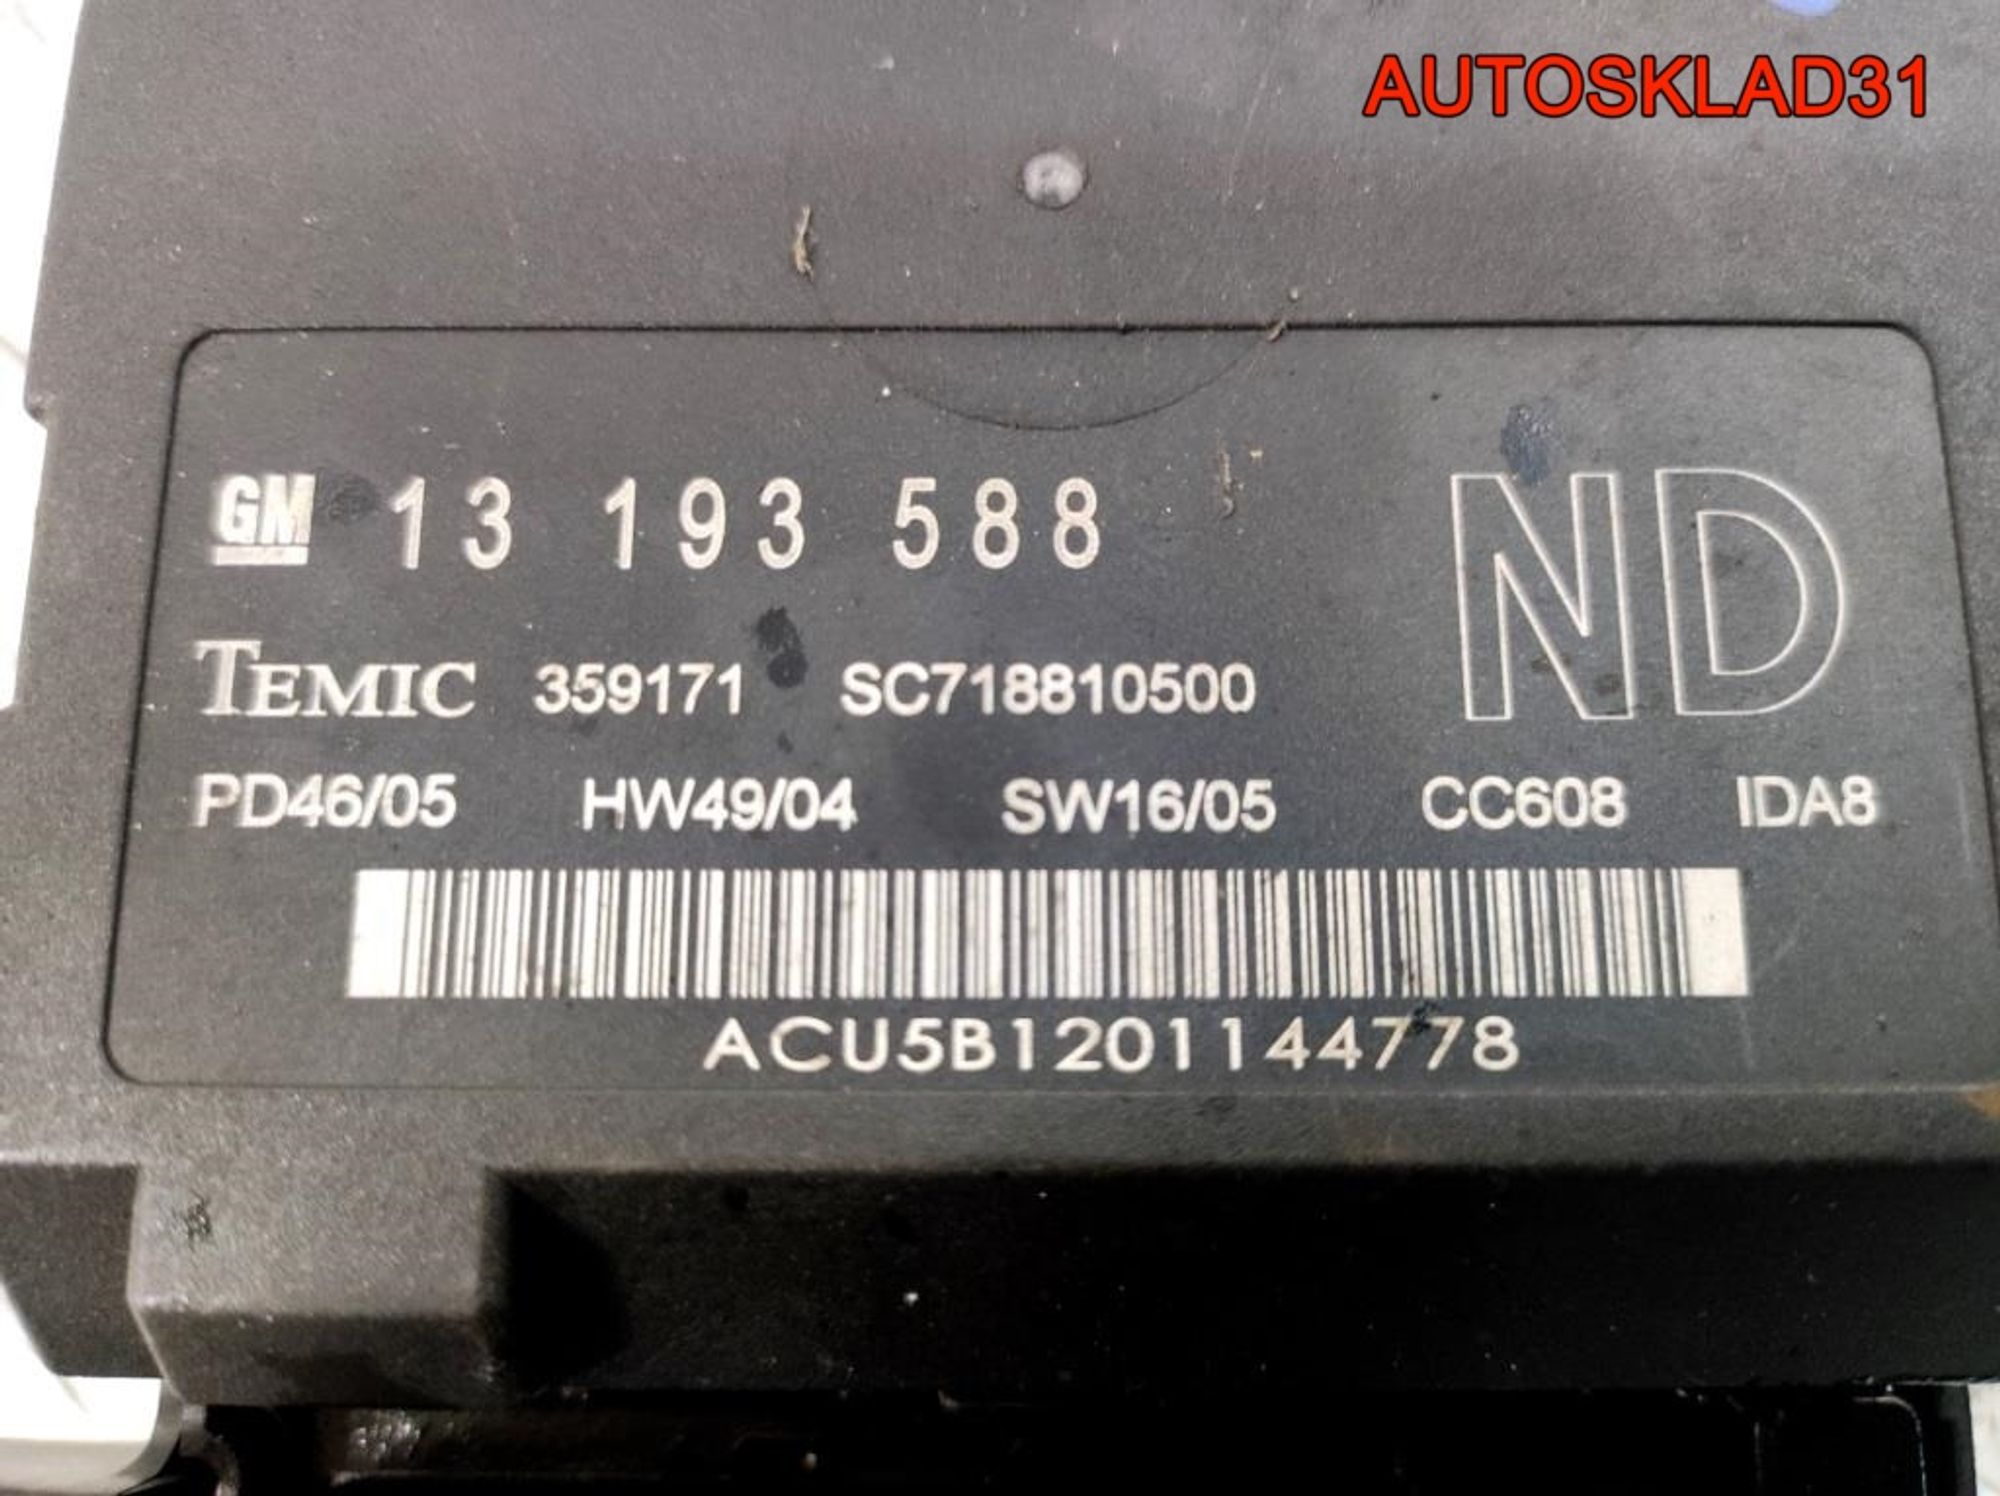 AUTOSKLAD31
GM 13 193 588 ND
TEMIC 359171 SC718810500
PD46/05 HW49/04 SW16/05 CC608 IDA8
ACU5B1201144778